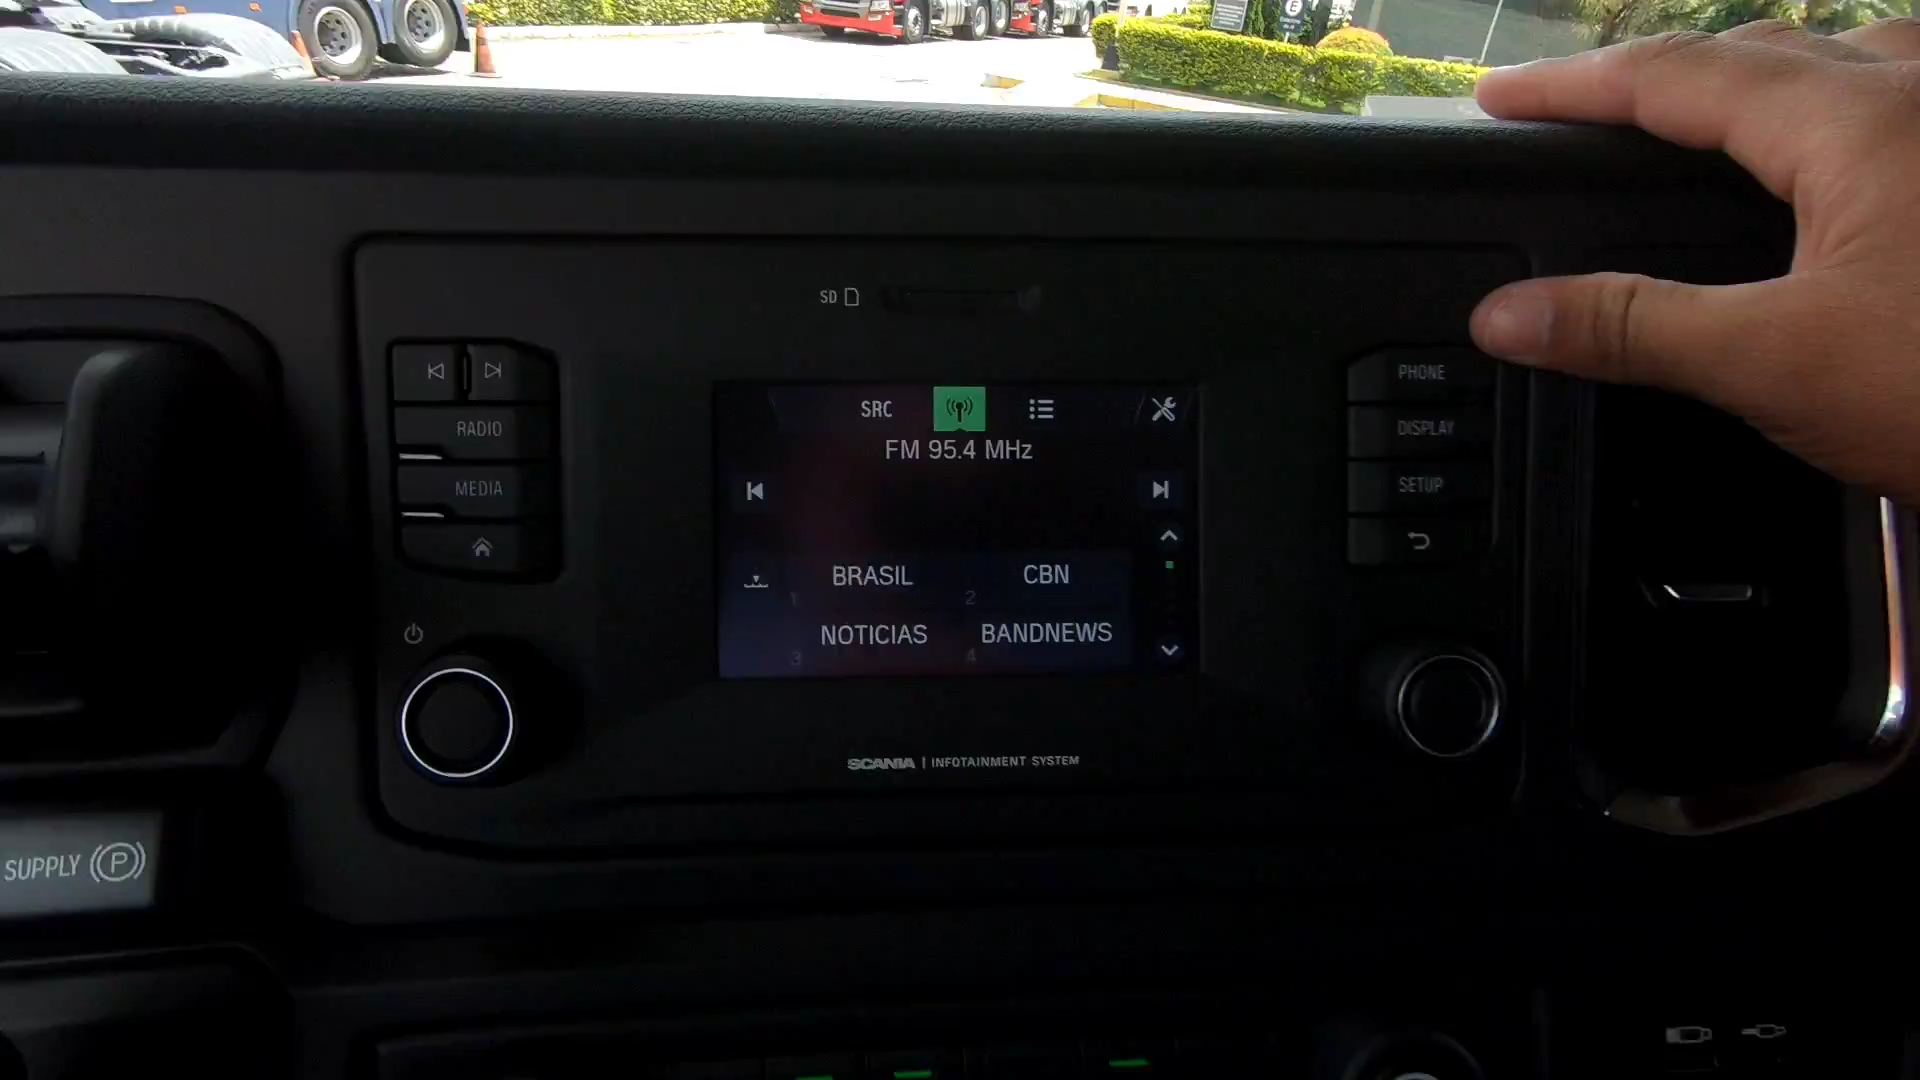 SD
RADIO
MEDIA
SRC
FM 95.4 MHz
BRASIL
1
CBN
2
NOTICIAS
3
BANDNEWS
4
PHONE
DISPLAY
SETUP
SCANIA | INFOTAINMENT SYSTEM
SUPPLY (P)